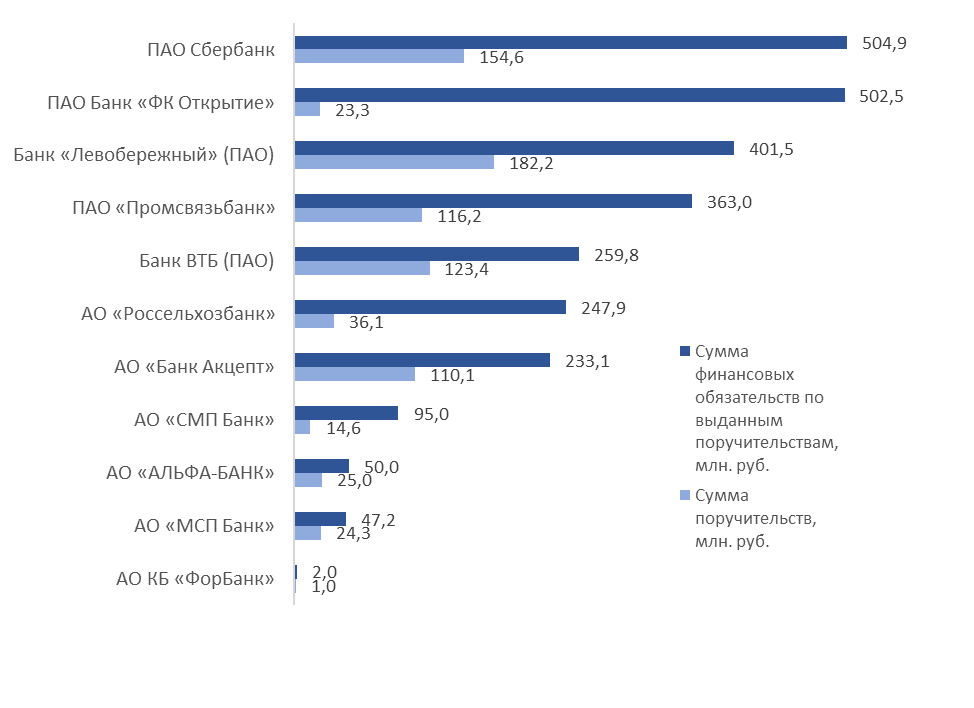 ПАО Сбербанк
504,9
154,6
ПАО Банк «ФК Открытие»
502,5
23,3
Банк «Левобережный» (ПАО)
401,5
182,2
ПАО «Промсвязьбанк»
363,0
116,2
Банк ВТБ (ПАО)
259,8
123,4
АО «Россельхозбанк»
247,9
36,1
АО «Банк Акцепт»
233,1
110,1
АО «СМП Банк»
95,0
14,6
АО «АЛЬФА-БАНК»
50,0
25,0
АО «МСП Банк»
47,2
24,3
АО КБ «ФорБанк»
2,0
1,0
Сумма
финансовых
обязательств по
выданным
поручительствам,
млн. руб.
Сумма
поручительств,
млн. руб.